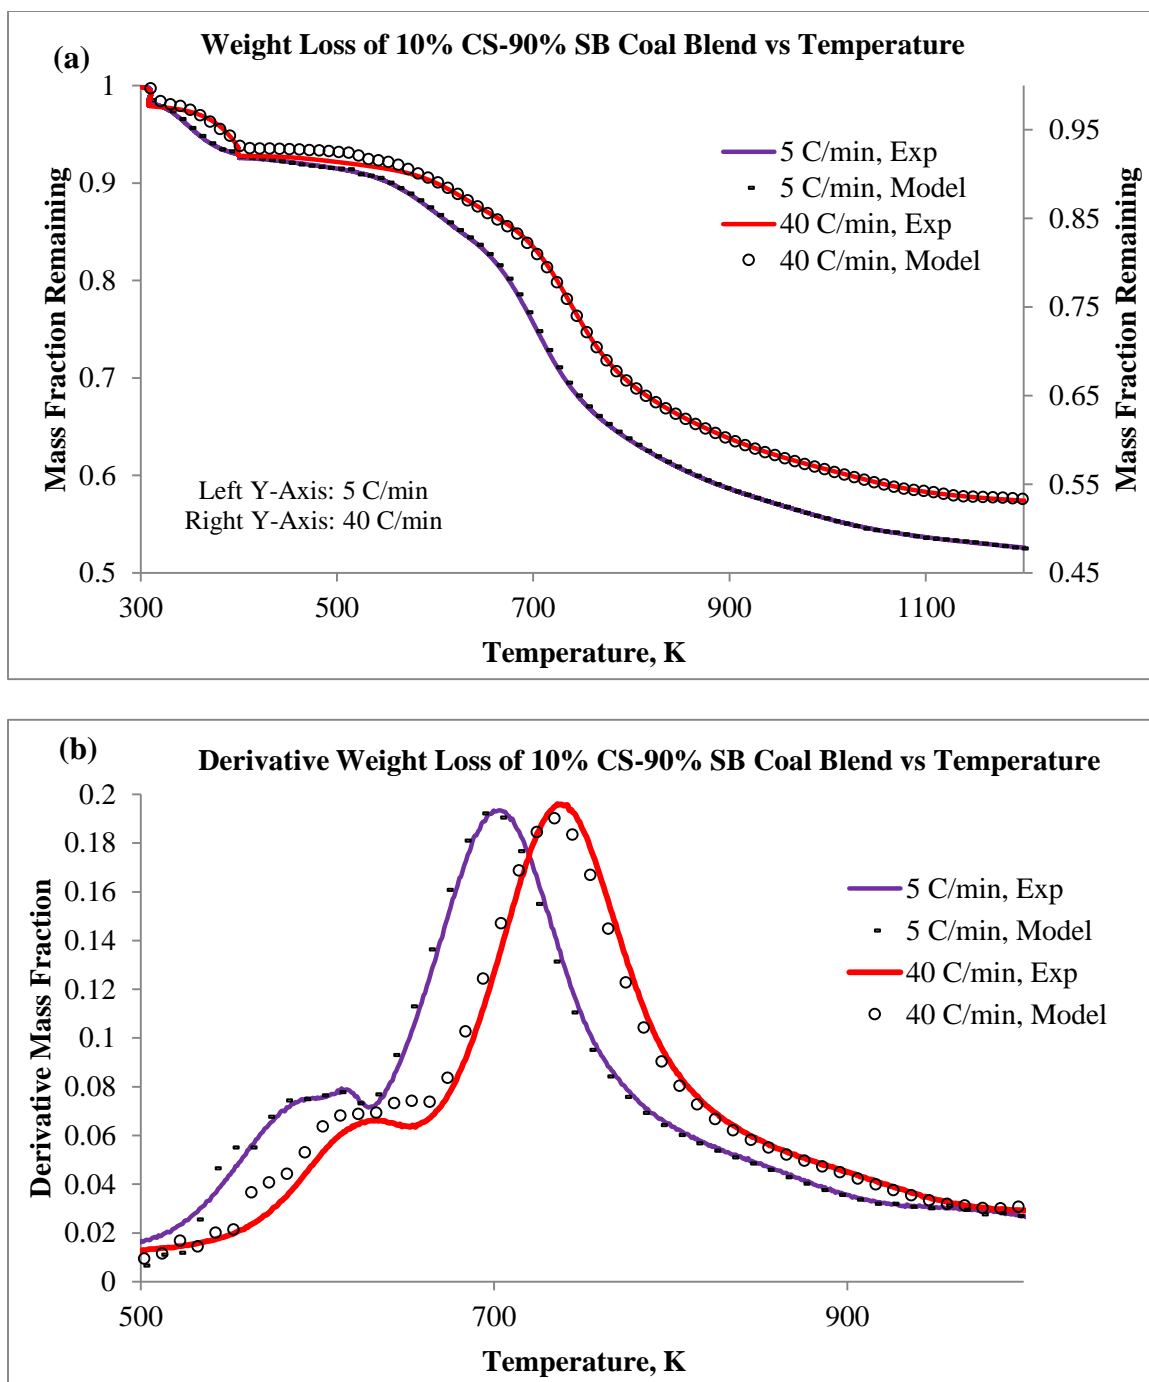 (a)
Weight Loss of 10% CS-90% SB Coal Blend vs Temperature
Mass Fraction Remaining
1
0.9
0.8
0.7
0.6
0.5
0.95
0.85
0.75
0.65
0.55
0.45
Mass Fraction Remaining
5 C/min, Exp
5 C/min, Model
40 C/min, Exp
40 C/min, Model
Left Y-Axis: 5 C/min
Right Y-Axis: 40 C/min
300
500
700
900
1100
Temperature, K
(b)
Derivative Weight Loss of 10% CS-90% SB Coal Blend vs Temperature
Derivative Mass Fraction
0.2
0.18
0.16
0.14
0.12
0.1
0.08
0.06
0.04
0.02
0
5 C/min, Exp
5 C/min, Model
40 C/min, Exp
40 C/min, Model
500
700
900
Temperature, K